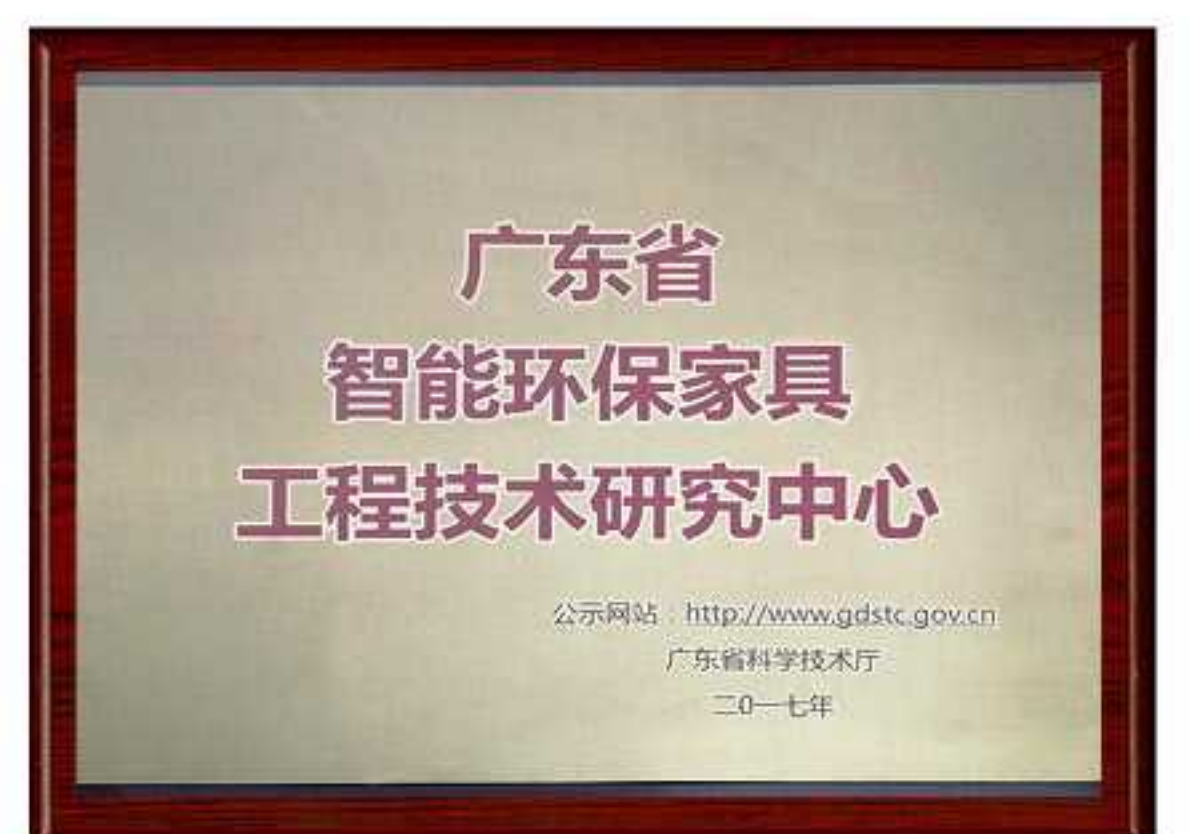 广东省
智能环保家具
工程技术研究中心
公示网站：http://www.gdstc.gov.cn
广东省科学技术厅
二0一七年